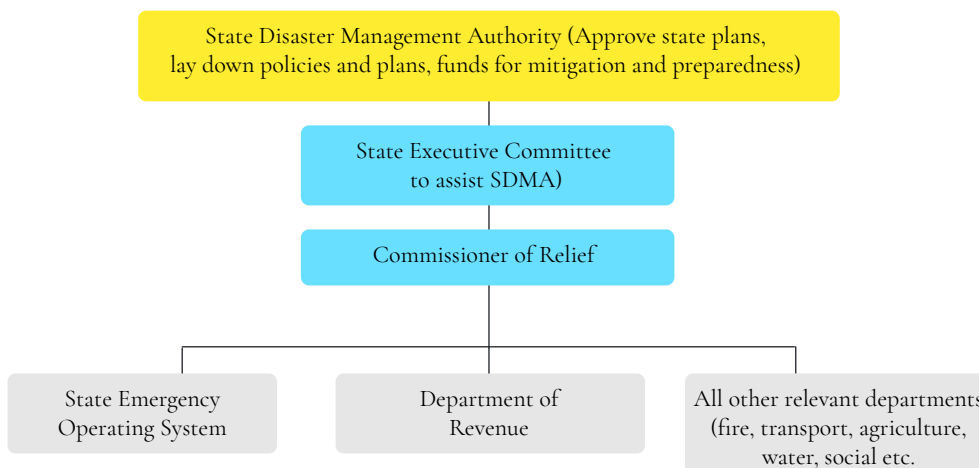 State Disaster Management Authority (Approve state plans,
lay down policies and plans, funds for mitigation and preparedness)
State Executive Committee
to assist SDMA)
Commissioner of Relief
State Emergency
Operating System
Department of
Revenue
All other relevant departments
(fire, transport, agriculture,
water, social etc.